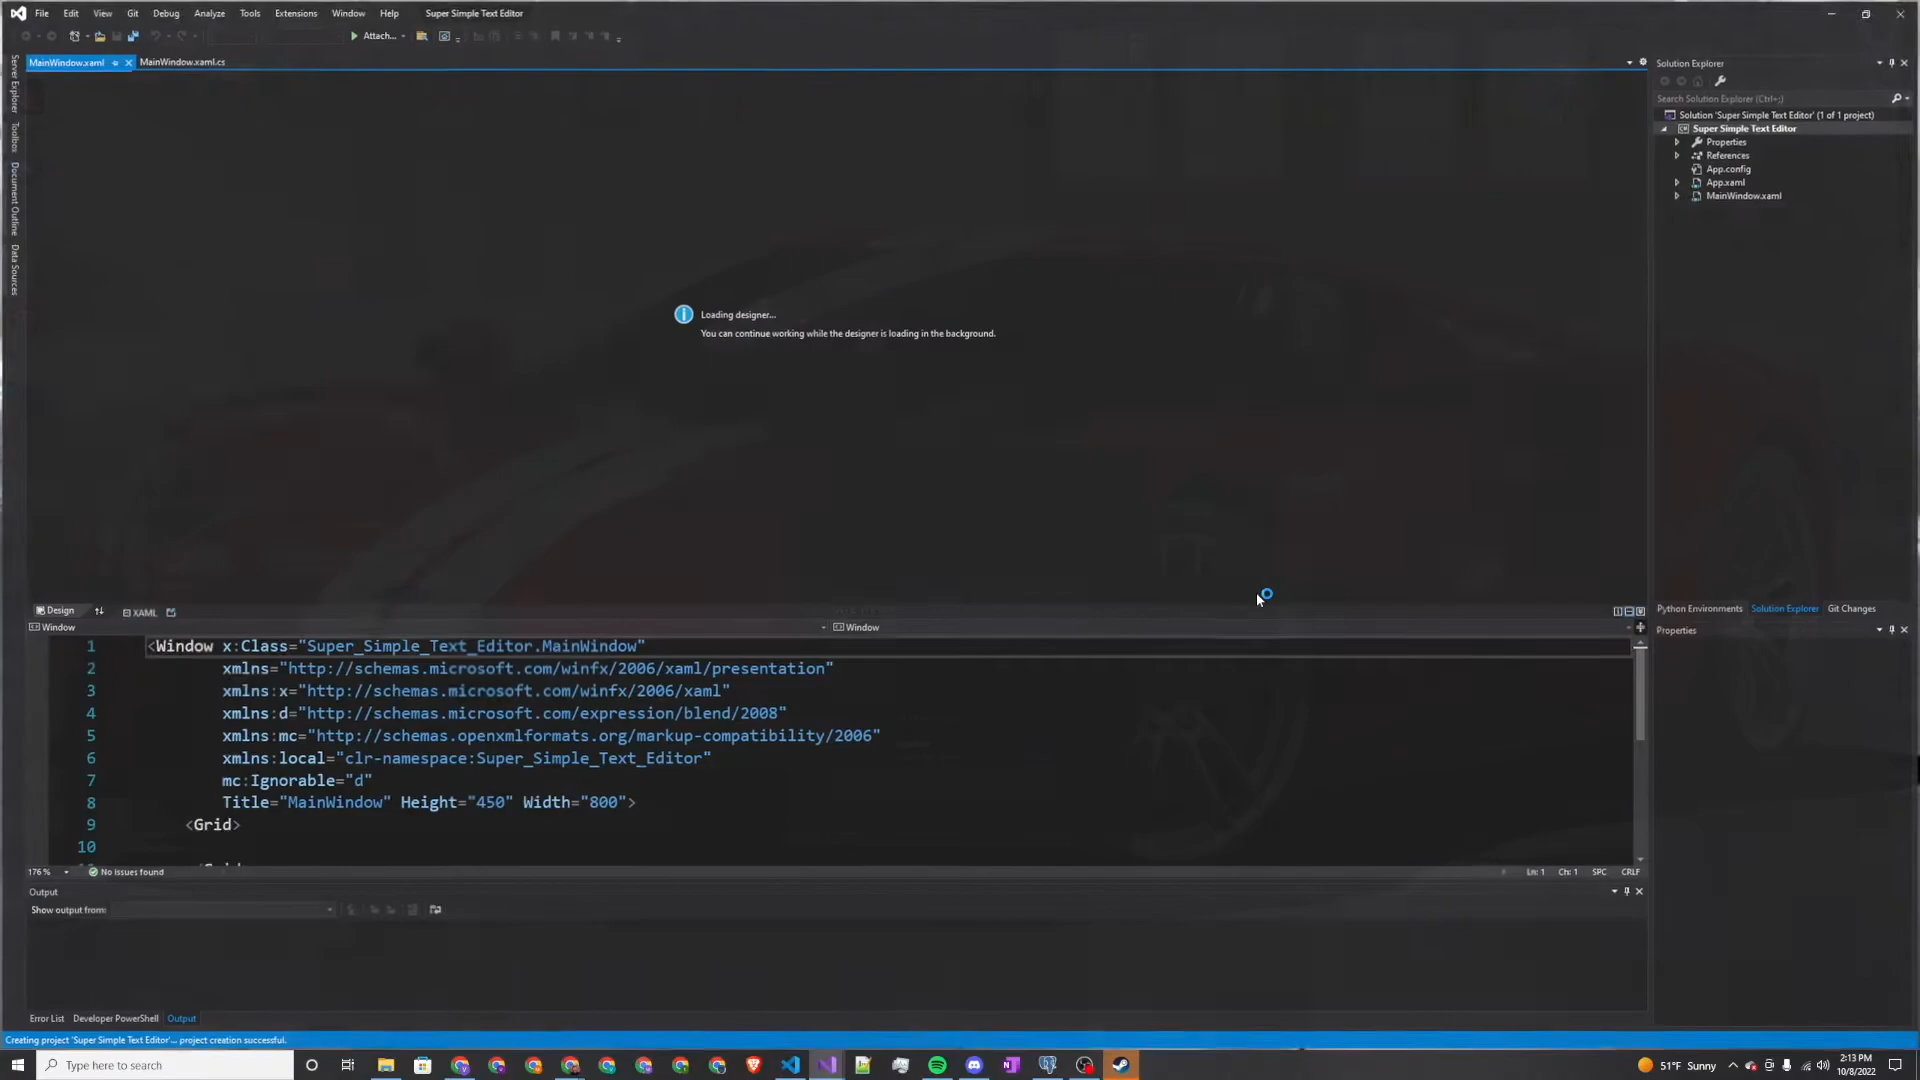 File Edit View Git Debug Analyze Tools Extensions Window Help Super Simple Text Editor
Attach...
MainWindow.xaml MainWindow.xaml.cs
Server Explorer
Toolbox
Document Outline
Data Sources
Loading designer...
You can continue working while the designer is loading in the background.
Solution Explorer
Search Solution Explorer (Ctrl+;)
Solution 'Super Simple Text Editor' (1 of 1 project)
Super Simple Text Editor
Properties
References
App.config
App.xaml
MainWindow.xaml
Python Environments Solution Explorer Git Changes
Properties
Design XAML
Window Window
1 <Window x:Class="Super_Simple_Text_Editor.MainWindow"
2 xmlns="http://schemas.microsoft.com/winfx/2006/xaml/presentation"
3 xmlns:x="http://schemas.microsoft.com/winfx/2006/xaml"
4 xmlns:d="http://schemas.microsoft.com/expression/blend/2008"
5 xmlns:mc="http://schemas.openxmlformats.org/markup-compatibility/2006"
6 xmlns:local="clr-namespace:Super_Simple_Text_Editor"
7 mc:Ignorable="d"
8 Title="MainWindow" Height="450" Width="800">
9 <Grid>
10
176 % No issues found Ln: 1 Ch: 1 SPC CRLF
Output
Show output from:
Error List Developer PowerShell Output
Creating project 'Super Simple Text Editor'... project creation successful.
Type here to search
51°F Sunny
2:13 PM
10/8/2022